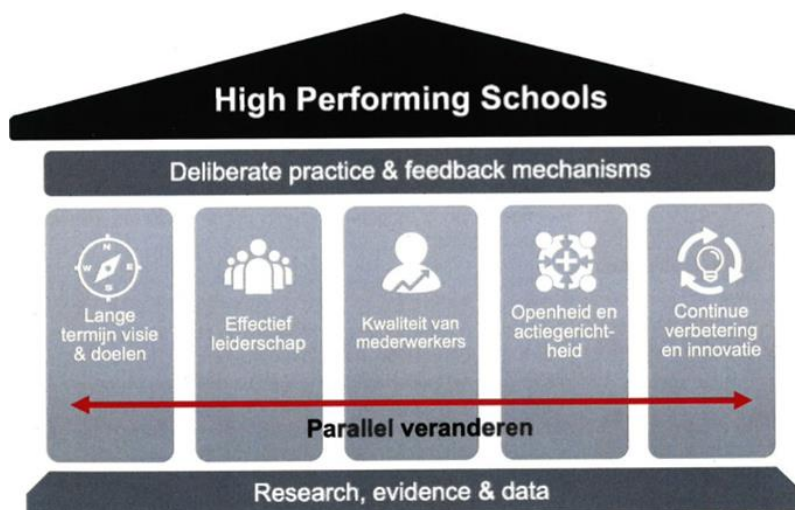 High Performing Schools
Deliberate practice & feedback mechanisms
Lange
termijn visie
& doelen
Effectief
leiderschap
Kwaliteit van
mederwerkers
Openheid en
actiegericht-
heid
Continue
verbetering
en innovatie
Parallel veranderen
Research, evidence & data